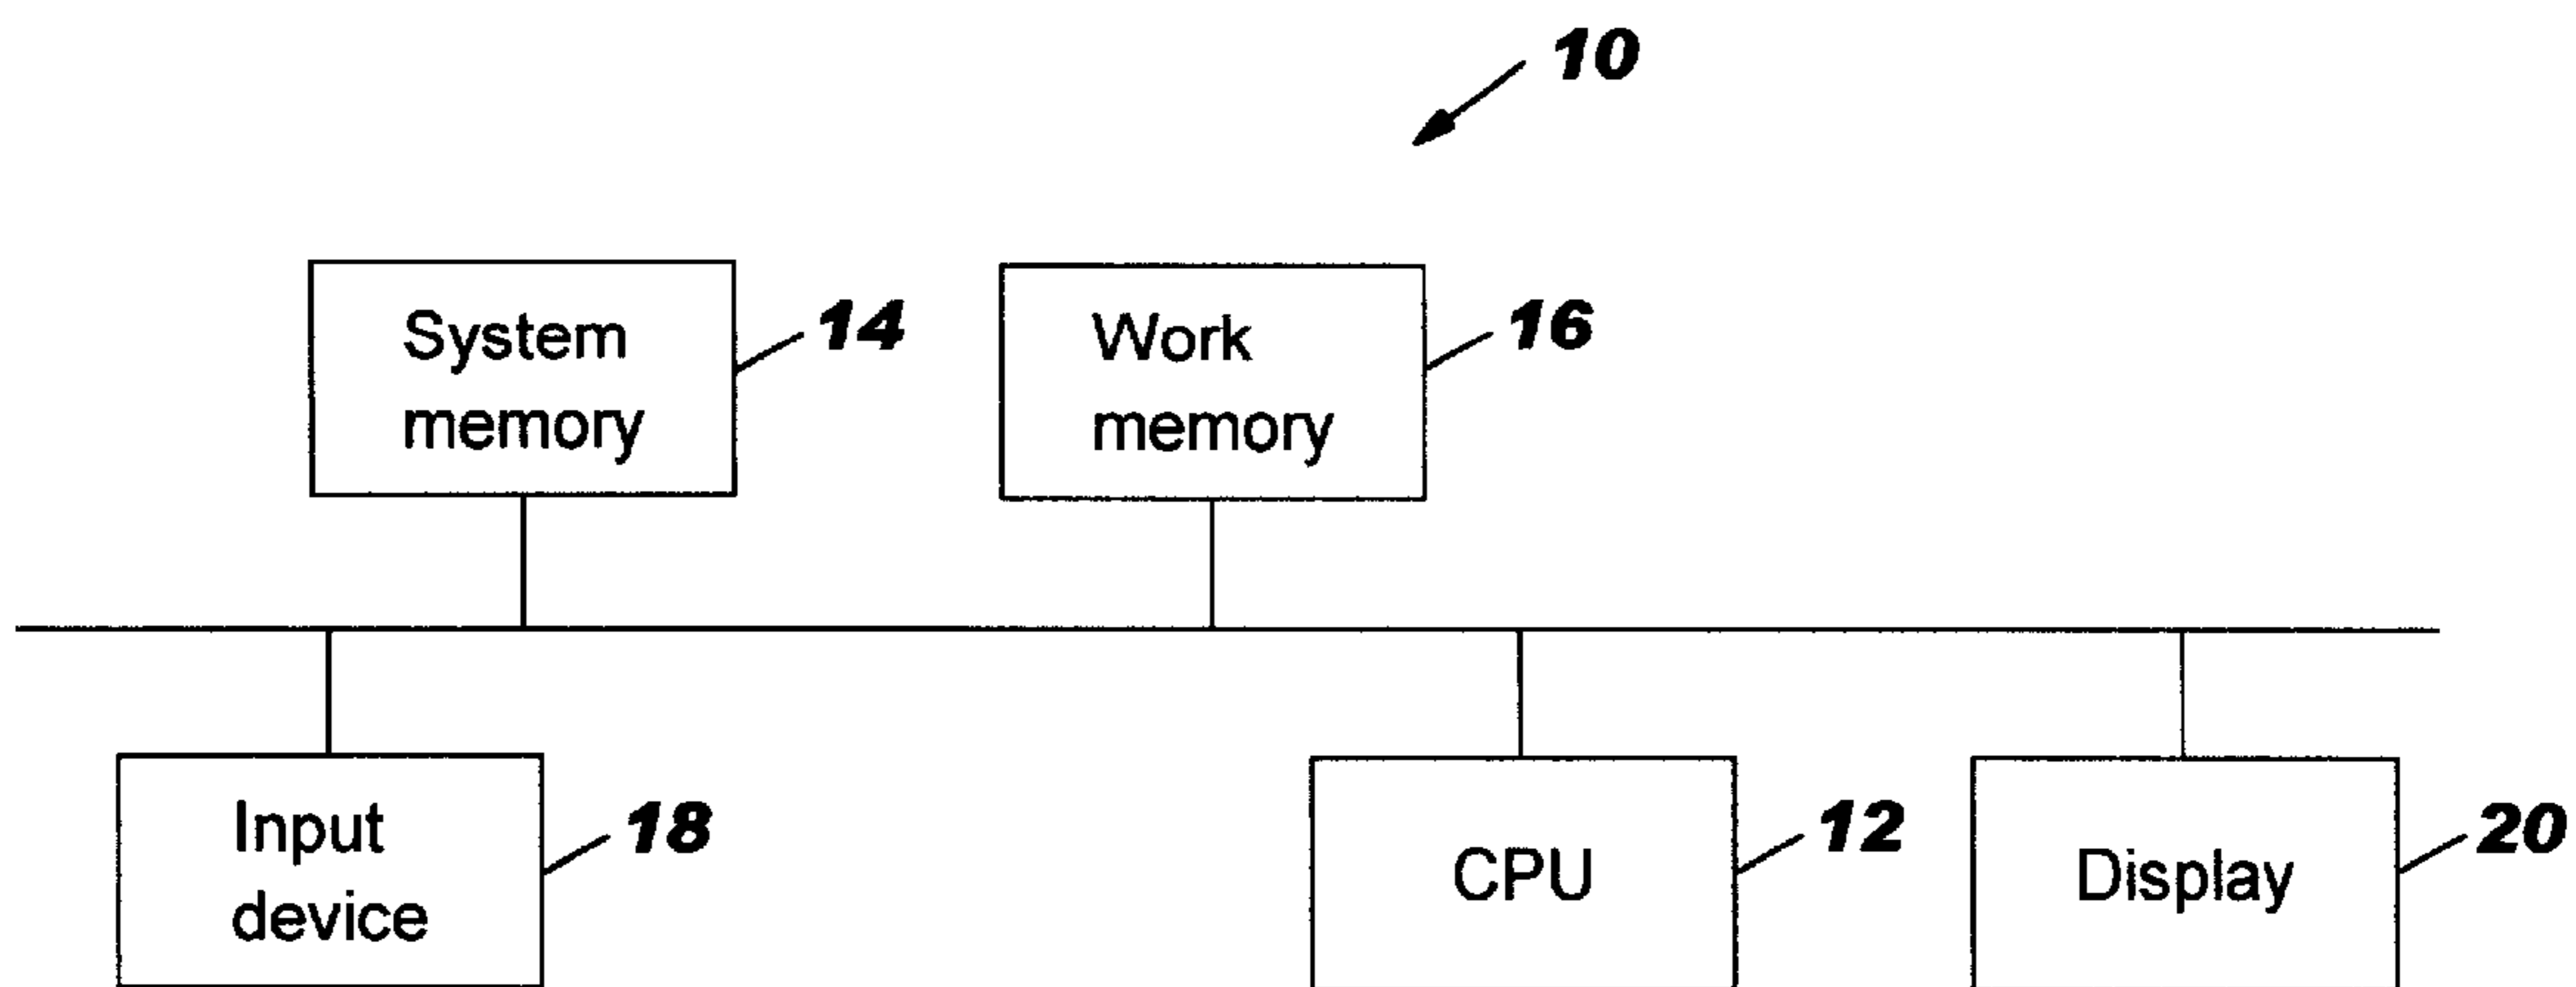 10
System
memory
14
Work
memory
16
Input
device
18
CPU
12
Display
20